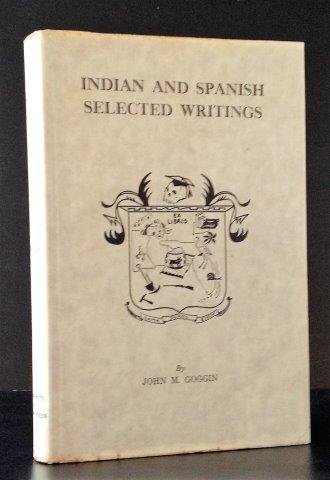 INDIAN AND SPANISH
SELECTED WRITINGS
EX
LIBRIS
By
JOHN M. GOGGIN